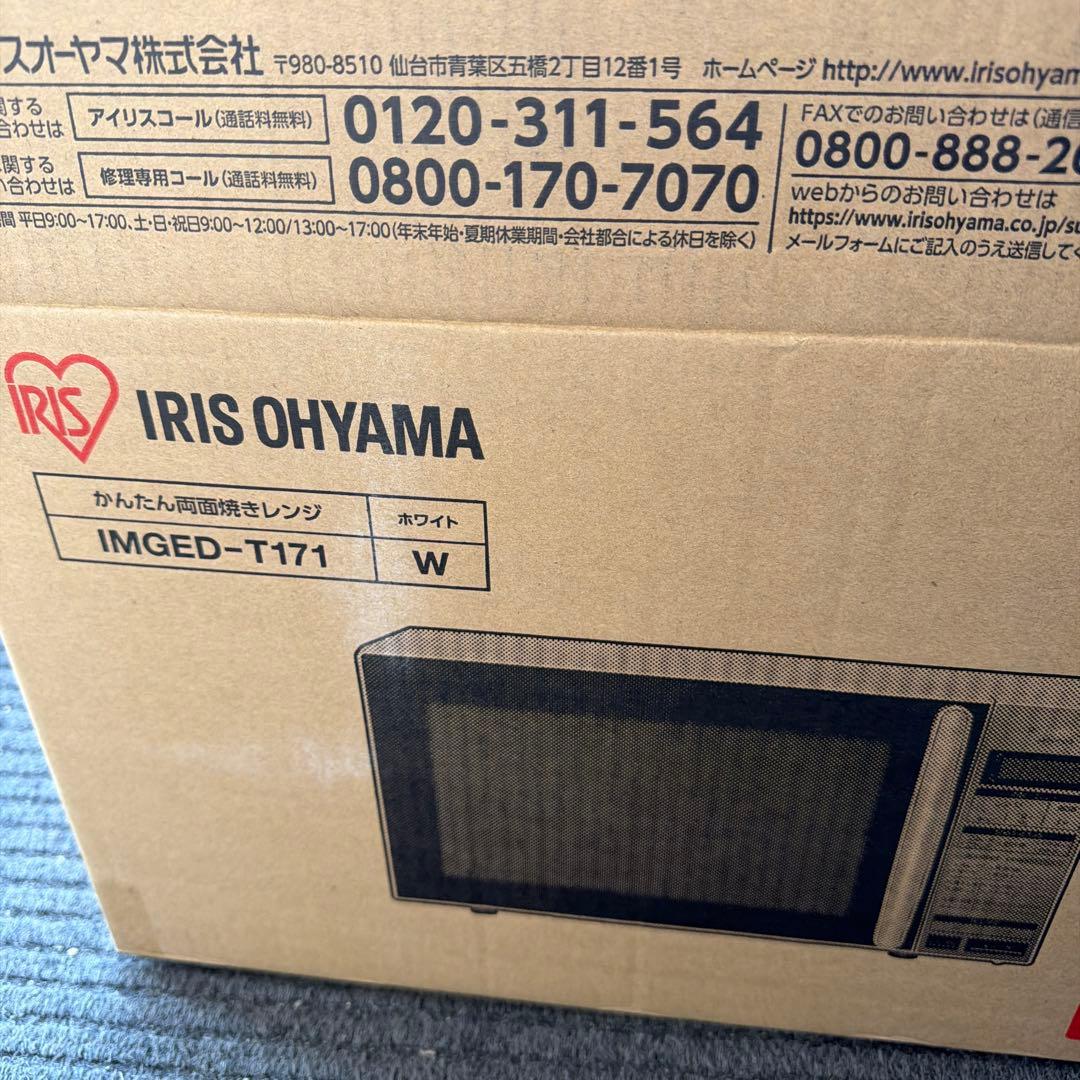 スオーヤマ株式会社 〒980-8510 仙台市青葉区五橋2丁目12番1号 ホームページ http://www.irisohyam
関する
合わせは
アイリスコール(通話料無料)
0120-311-564
関する
い合わせは
修理専用コール(通話料無料)
0800-170-7070
間 平日9:00~17:00、土・日・祝日9:00~12:00/13:00~17:00(年末年始・夏期休業期間・会社都合による休日を除く)
FAXでのお問い合わせは(通信
0800-888-26
webからのお問い合わせは
https://www.irisohyama.co.jp/su
メールフォームにご記入のうえ送信してく
IRIS
IRIS OHYAMA
かんたん両面焼きレンジ ホワイト
IMGED-T171 W